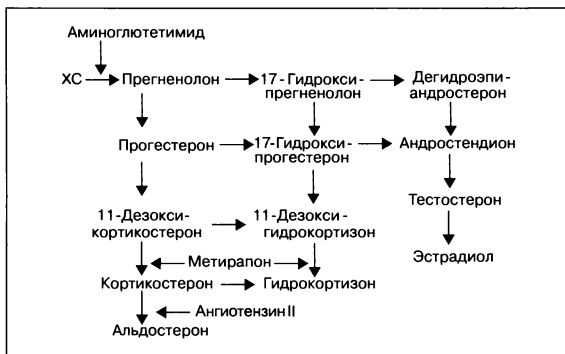 Аминоглютетимид
ХС Прегненолон 17-Гидрокси- Дегидроэпи-
прегненолон андростерон
Прогестерон 17-Гидрокси- Андростендион
прогестерон
Тестостерон
11-Дезокси- 11-Дезокси-
кортикостерон гидрокортизон
Эстрадиол
Метирапон
Кортикостерон Гидрокортизон
Ангиотензин II
Альдостерон